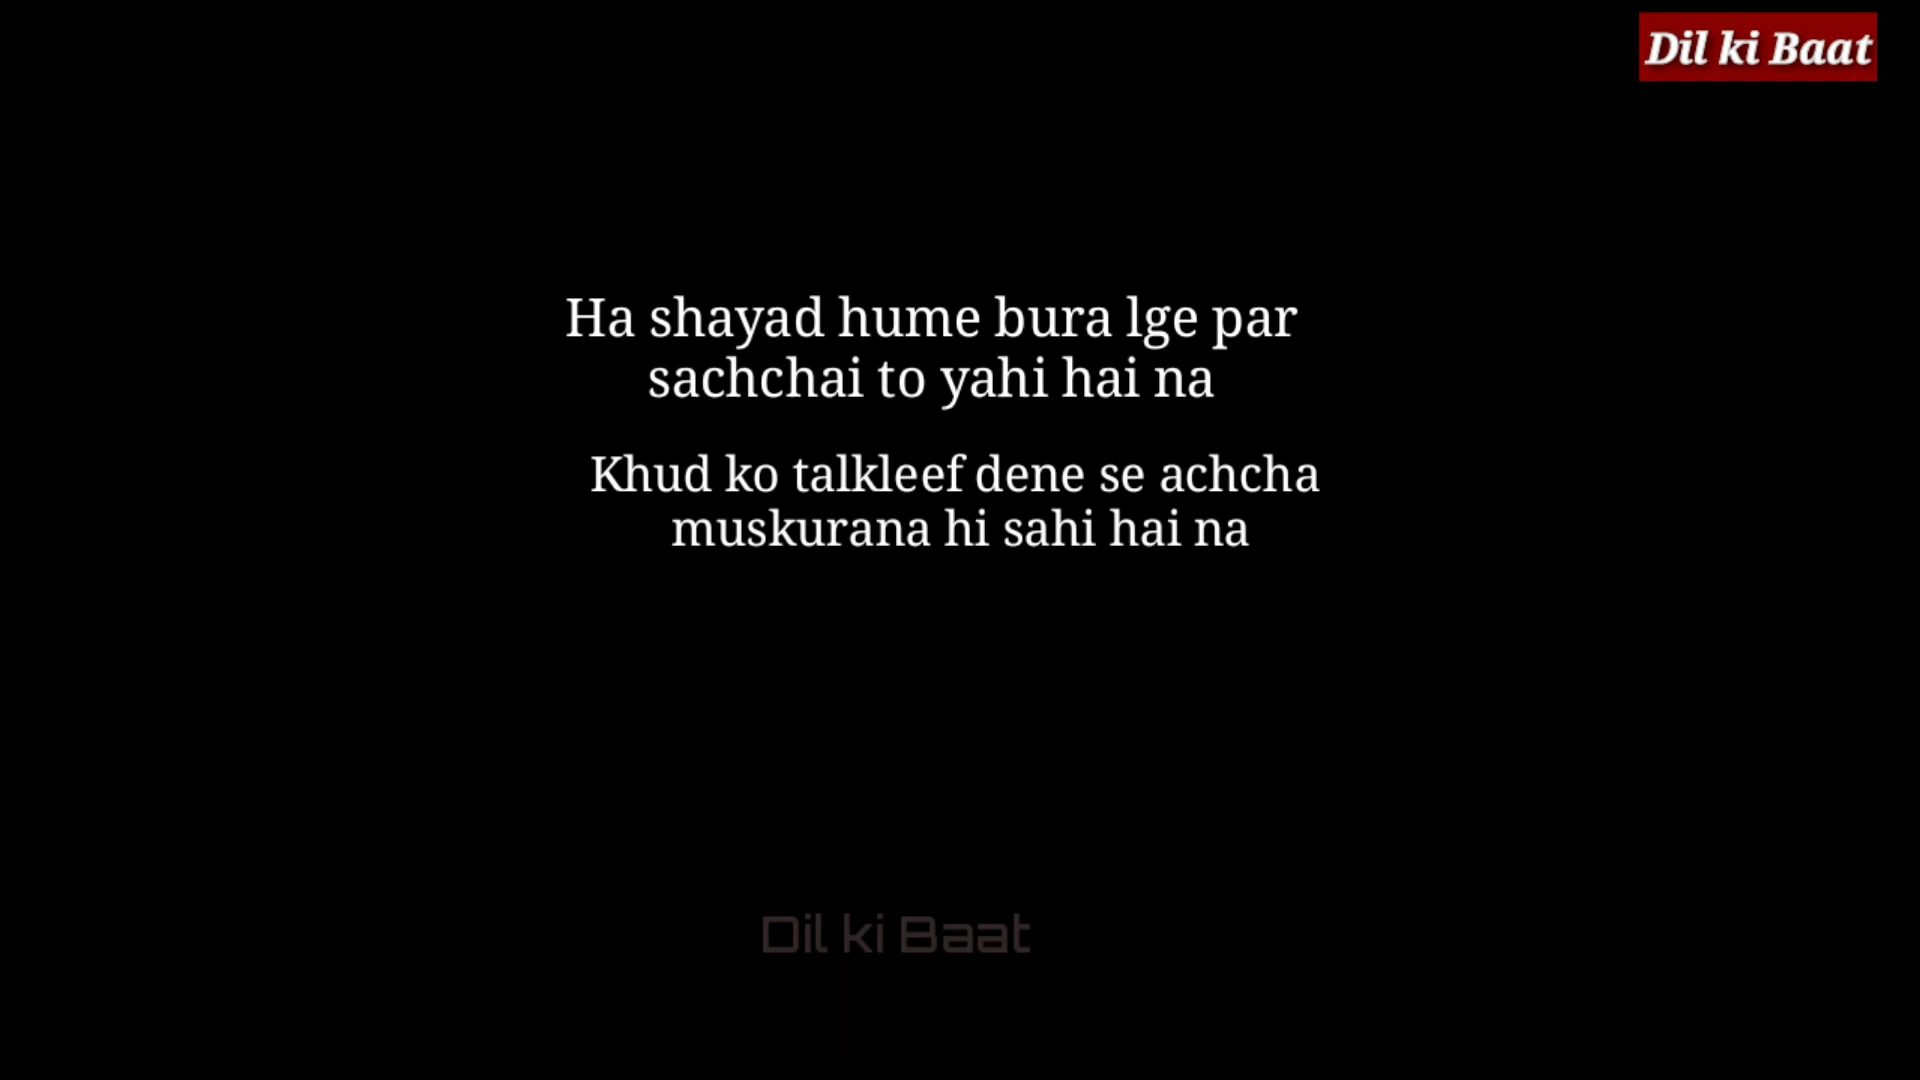 Dil ki Baat
Ha shayad hume bura lge par
sachchai to yahi hai na
Khud ko talkleef dene se achcha
muskurana hi sahi hai na
Dil ki Baat